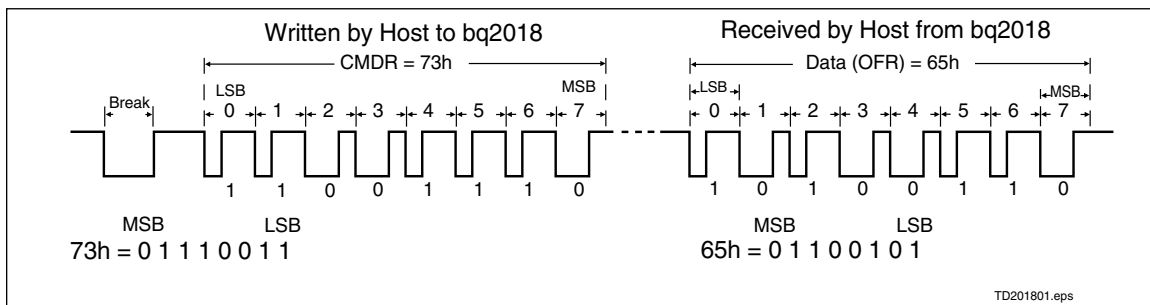 Written by Host to bq2018 Received by Host from bq2018
CMDR = 73h Data (OFR) = 65h
Break LSB MSB LSB MSB
0 1 2 3 4 5 6 7 0 1 2 3 4 5 6 7
1 1 0 0 1 1 1 0 1 0 1 0 0 1 1 0
MSB LSB MSB LSB
73h = 0 1 1 1 0 0 1 1 65h = 0 1 1 0 0 1 0 1
TD201801.eps